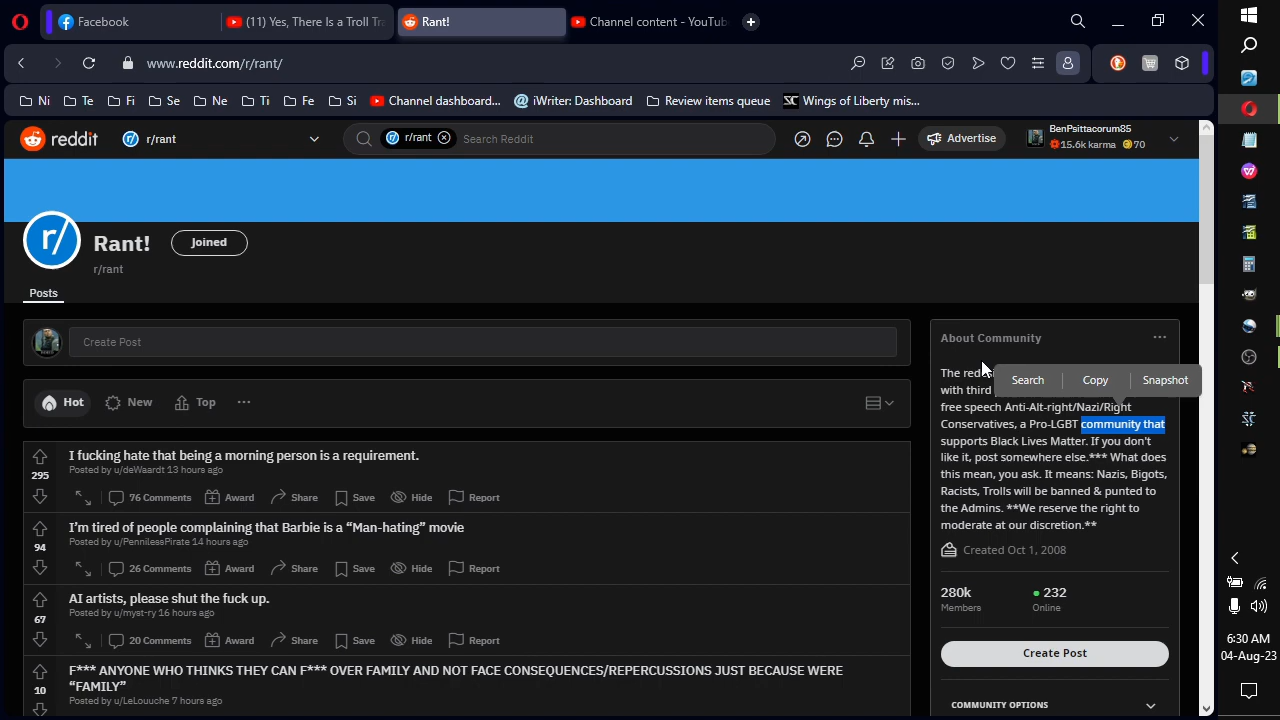 Facebook
(11) Yes, There Is a Troll Tra
Rant!
Channel content - YouTub
www.reddit.com/r/rant/
Ni
Te
Fi
Se
Ne
Ti
Fe
Si
Channel dashboard...
iWriter: Dashboard
Review items queue
Wings of Liberty mis...
reddit
r/rant
r/rant
Search Reddit
Advertise
BenPsittacorum85
15.6k karma 70
Rant!
Joined
r/rant
Posts
Create Post
Hot
New
Top
295
I fucking hate that being a morning person is a requirement.
Posted by u/deWaardt 13 hours ago
76 Comments Award Share Save Hide Report
94
I'm tired of people complaining that Barbie is a “Man-hating” movie
Posted by u/PennilessPirate 14 hours ago
26 Comments Award Share Save Hide Report
67
AI artists, please shut the fuck up.
Posted by u/myst-ry 16 hours ago
20 Comments Award Share Save Hide Report
10
F*** ANYONE WHO THINKS THEY CAN F*** OVER FAMILY AND NOT FACE CONSEQUENCES/REPERCUSSIONS JUST BECAUSE WERE
“FAMILY”
Posted by u/LeLouuche 7 hours ago
About Community
Search Copy Snapshot
The
with third
free speech Anti-Alt-right/Nazi/Right
Conservatives, a Pro-LGBT community that
supports Black Lives Matter. If you don't
like it, post somewhere else.*** What does
this mean, you ask. It means: Nazis, Bigots,
Racists, Trolls will be banned & punted to
the Admins. **We reserve the right to
moderate at our discretion.**
Created Oct 1, 2008
280k
Members
232
Online
Create Post
COMMUNITY OPTIONS
6:30 AM
04-Aug-23